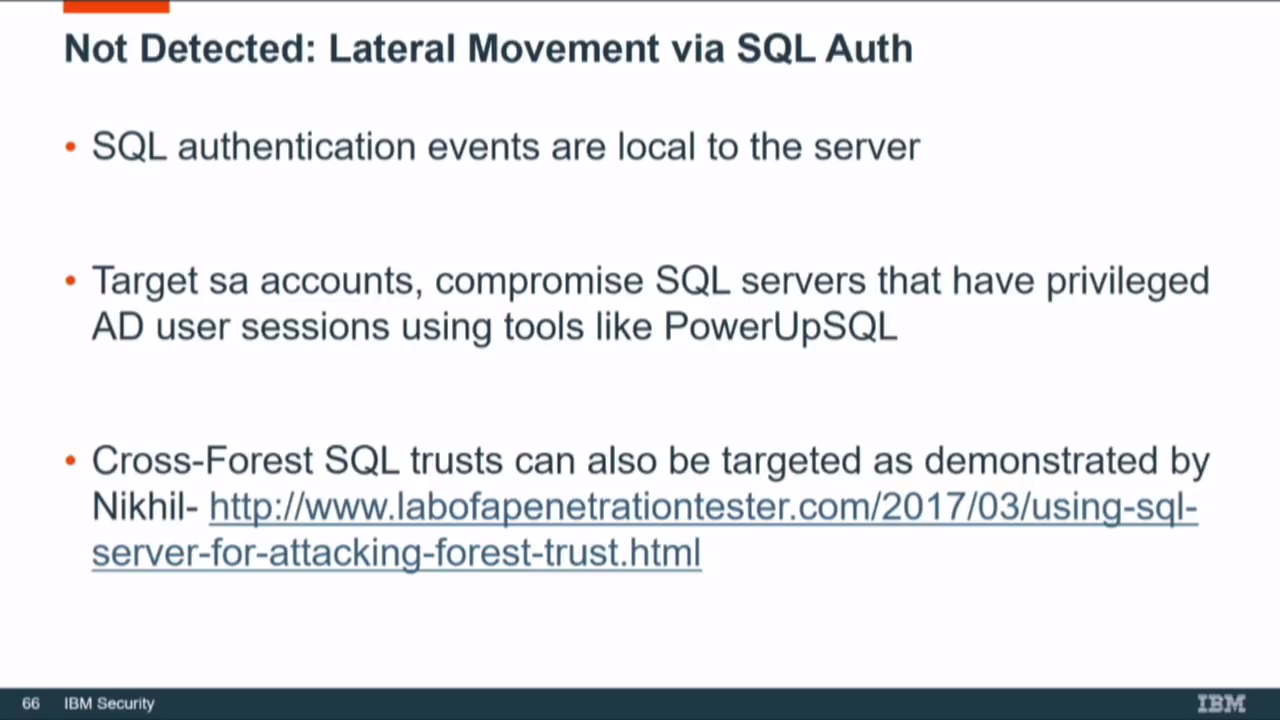 Not Detected: Lateral Movement via SQL Auth
• SQL authentication events are local to the server
• Target sa accounts, compromise SQL servers that have privileged
AD user sessions using tools like PowerUpSQL
• Cross-Forest SQL trusts can also be targeted as demonstrated by
Nikhil- http://www.labofapenetrationtester.com/2017/03/using-sql-
server-for-attacking-forest-trust.html
66 IBM Security
IBM